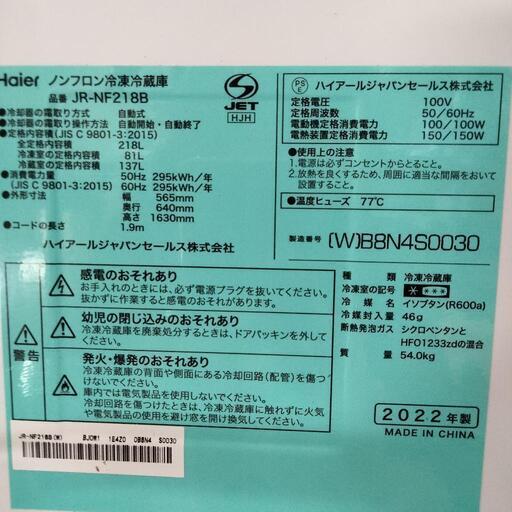 Haier ノンフロン冷凍冷蔵庫
品番 JR-NF218B
●冷却器の霜取り方式 自動式
●冷却器の霜取り操作方法 自動開始・自動終了
●定格内容積(JIS C 9801-3:2015)
全定格内容積 218L
冷凍室の定格内容積 81L
冷蔵室の定格内容積 137L
●消費電力量 50Hz 295kWh/年
(JIS C 9801-3:2015) 60Hz 295kWh/年
●外形寸法 幅 565mm
奥行 640mm
高さ 1630mm
●コードの長さ 1.9m
ハイアールジャパンセールス株式会社
S JET
HJH
PS E ハイアールジャパンセールス株式会社
定格電圧 100V
定格周波数 50/60Hz
電動機定格消費電力 100/100W
電熱装置定格消費電力 150/150W
●使用上の注意
1.電源は必ずコンセントからとること。
2.放熱を良くするため、周囲に適当な間隔をおいて
設置すること。
●温度ヒューズ 77℃
製造番号 (W)B8N4S0030
警告
感電のおそれあり
お手入れのときには、必ず電源プラグを抜いてください。
抜かずに作業すると感電のおそれがあります。
幼児の閉じ込めのおそれあり
冷凍冷蔵庫を廃棄処分するときは、ドアパッキンを外して
ください。
発火・爆発のおそれあり
冷凍冷蔵庫の背面や側面にある冷却回路(配管)を傷つ
けないでください。
庫内では電気製品を使用しないでください。
冷却回路を傷つけたときは、冷凍冷蔵庫に触れずに火気
や電気製品の使用を避け窓を開け換気してください。
種類 冷凍冷蔵庫
冷凍室の記号 ****
冷媒 イソブタン(R600a)
冷媒封入量 46g
断熱発泡ガス シクロペンタンと
HFO1233zdの混合
質量 54.0kg
2022年製
MADE IN CHINA
JR-NF218B(W) BJ0W1 1E4Z0 0B8N4 S0030